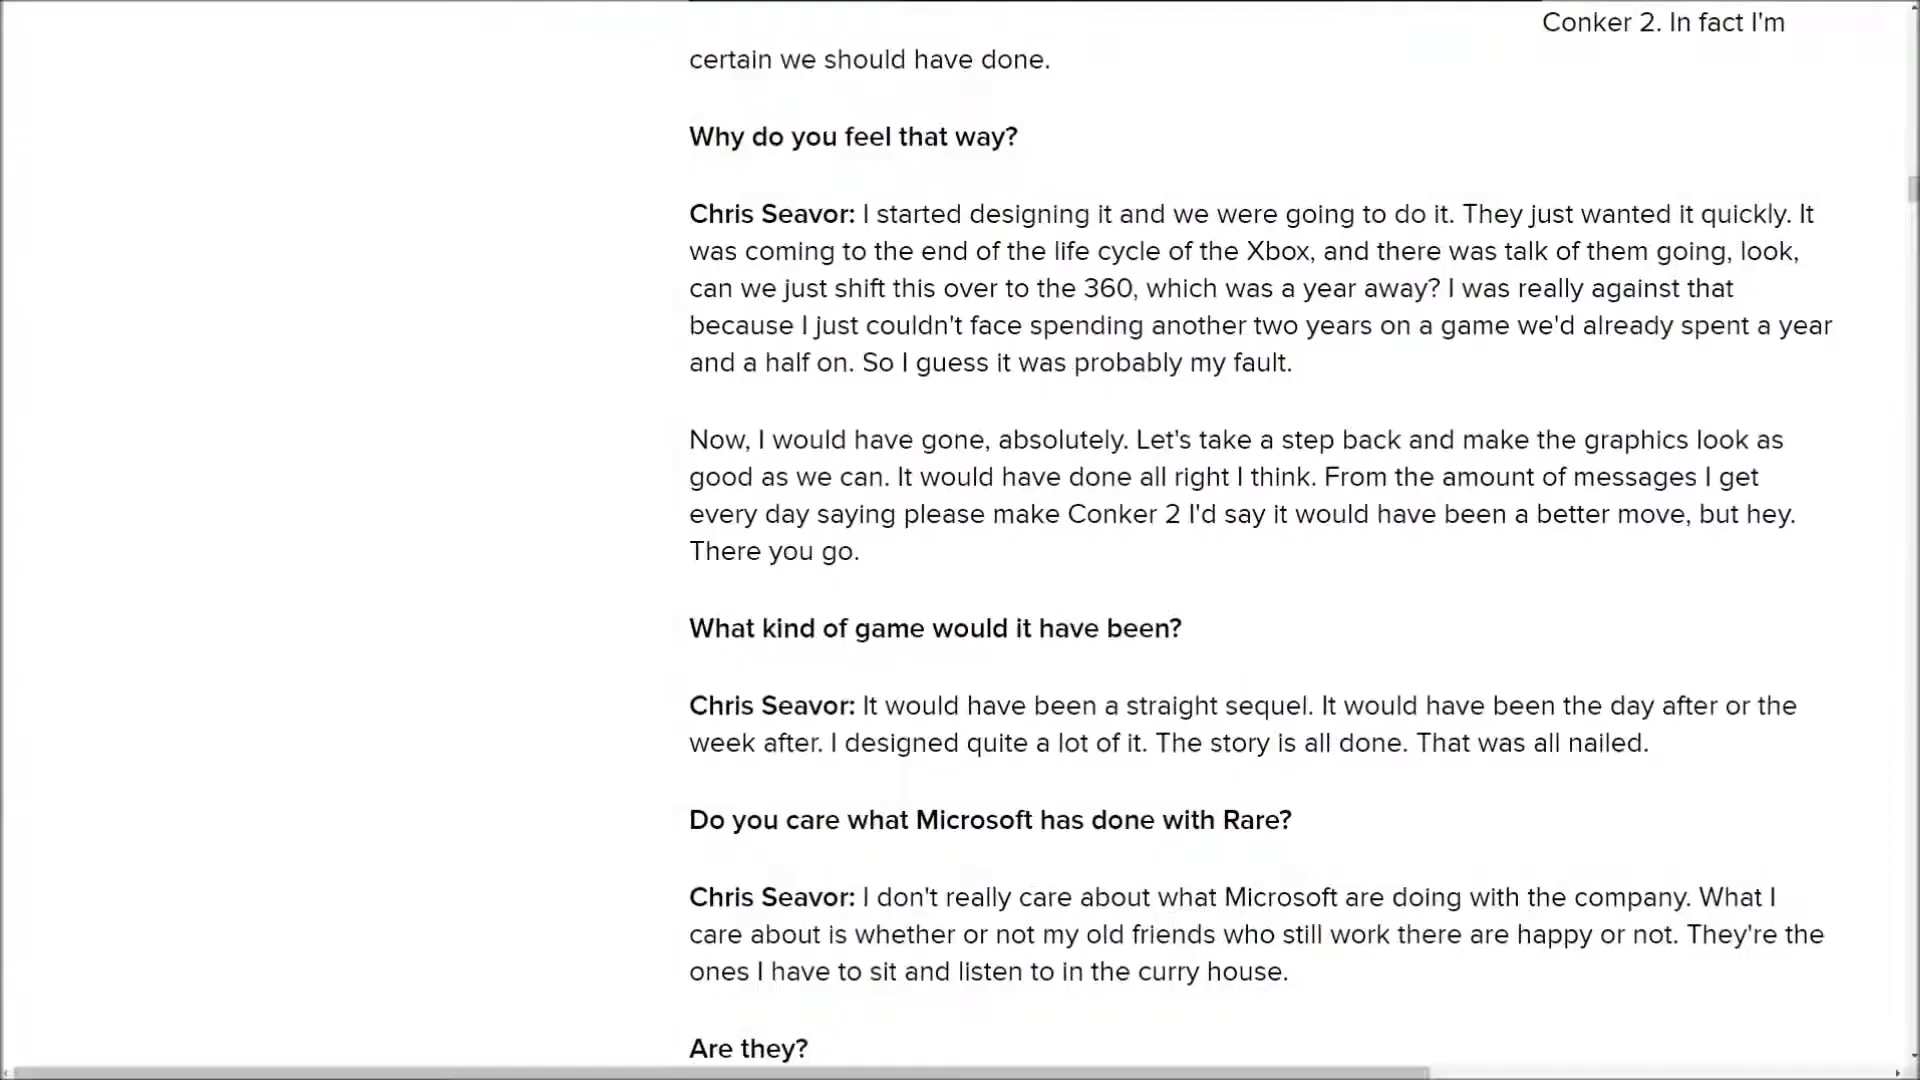 Conker 2. In fact I'm
certain we should have done.
Why do you feel that way?
Chris Seavor: I started designing it and we were going to do it. They just wanted it quickly. It
was coming to the end of the life cycle of the Xbox, and there was talk of them going, look,
can we just shift this over to the 360, which was a year away? I was really against that
because I just couldn't face spending another two years on a game we'd already spent a year
and a half on. So I guess it was probably my fault.
Now, I would have gone, absolutely. Let's take a step back and make the graphics look as
good as we can. It would have done all right I think. From the amount of messages I get
every day saying please make Conker 2 I'd say it would have been a better move, but hey.
There you go.
What kind of game would it have been?
Chris Seavor: It would have been a straight sequel. It would have been the day after or the
week after. I designed quite a lot of it. The story is all done. That was all nailed.
Do you care what Microsoft has done with Rare?
Chris Seavor: I don't really care about what Microsoft are doing with the company. What I
care about is whether or not my old friends who still work there are happy or not. They're the
ones I have to sit and listen to in the curry house.
Are they?